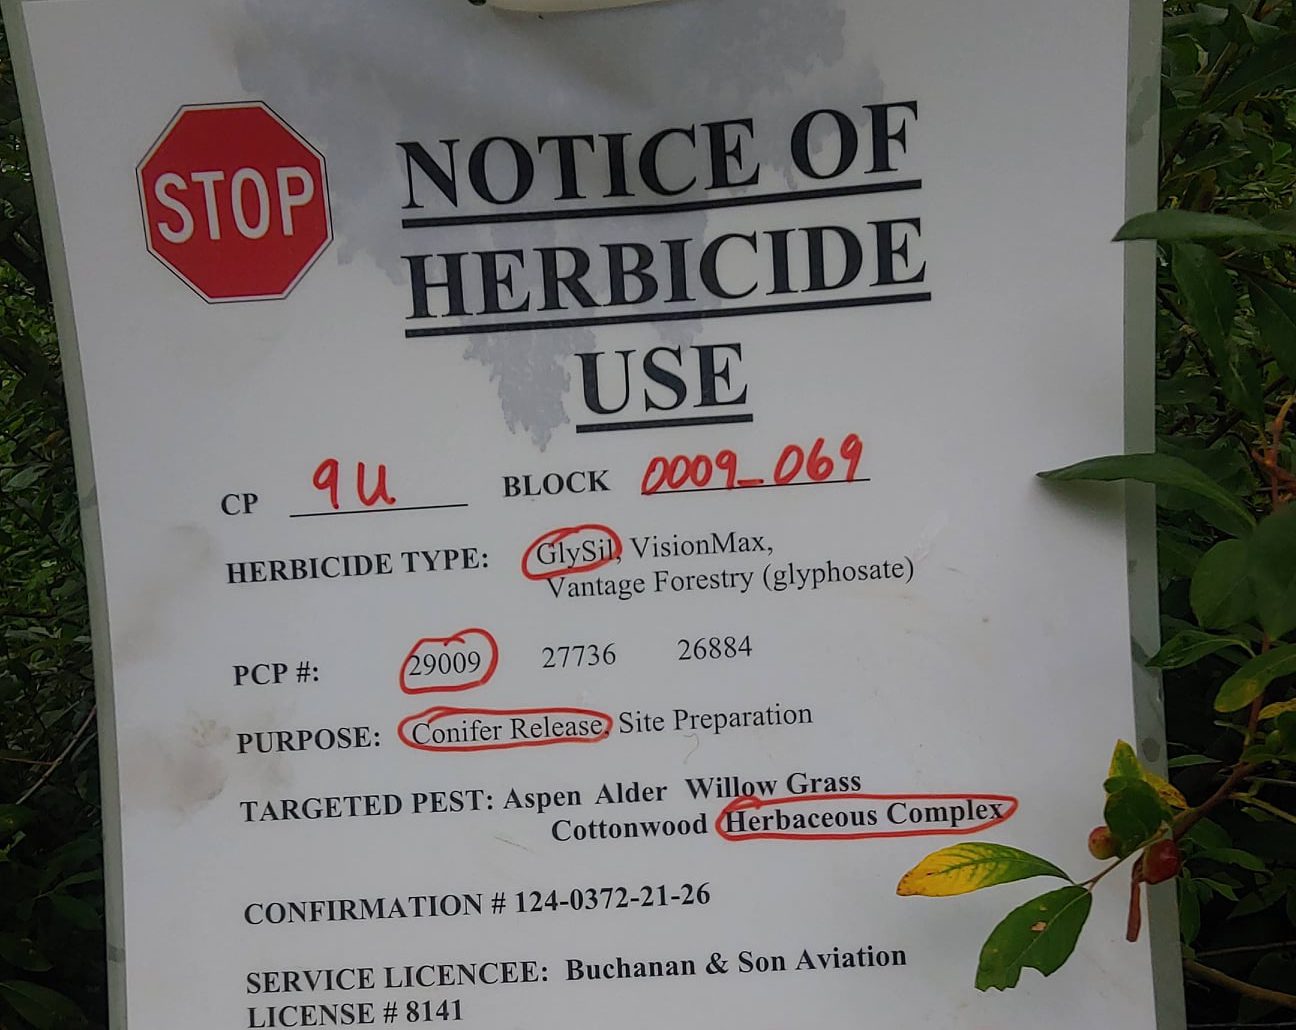 STOP
NOTICE OF
HERBICIDE
USE
CP 9U BLOCK 0009_069
HERBICIDE TYPE: GlySil, VisionMax,
Vantage Forestry (glyphosate)
PCP #: 29009 27736 26884
PURPOSE: Conifer Release, Site Preparation
TARGETED PEST: Aspen Alder Willow Grass
Cottonwood Herbaceous Complex
CONFIRMATION # 124-0372-21-26
SERVICE LICENCEE: Buchanan & Son Aviation
LICENSE # 8141